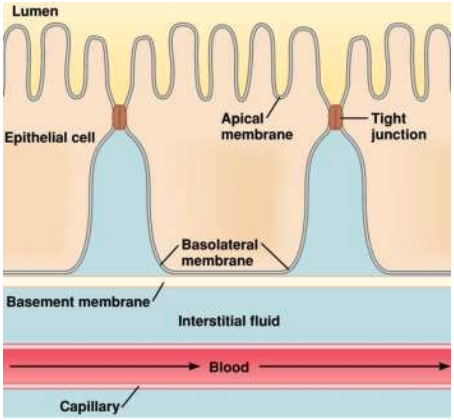 Lumen
Apical
membrane
Tight
junction
Epithelial cell
Basolateral
membrane
Basement membrane
Interstitial fluid
Blood
Capillary